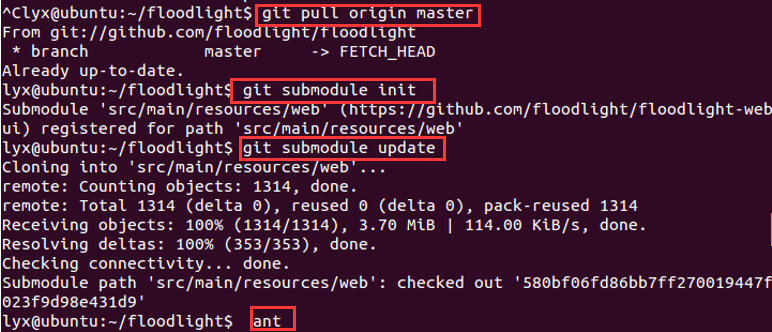 ^Clyx@ubuntu:~/floodlight$ git pull origin master
From git://github.com/floodlight/floodlight
 * branch            master     -> FETCH_HEAD
Already up-to-date.
lyx@ubuntu:~/floodlight$ git submodule init
Submodule 'src/main/resources/web' (https://github.com/floodlight/floodlight-web
ui) registered for path 'src/main/resources/web'
lyx@ubuntu:~/floodlight$ git submodule update
Cloning into 'src/main/resources/web'...
remote: Counting objects: 1314, done.
remote: Total 1314 (delta 0), reused 0 (delta 0), pack-reused 1314
Receiving objects: 100% (1314/1314), 3.70 MiB | 114.00 KiB/s, done.
Resolving deltas: 100% (353/353), done.
Checking connectivity... done.
Submodule path 'src/main/resources/web': checked out '580bf06fd86bb7ff270019447f
023f9d98e431d9'
lyx@ubuntu:~/floodlight$ ant